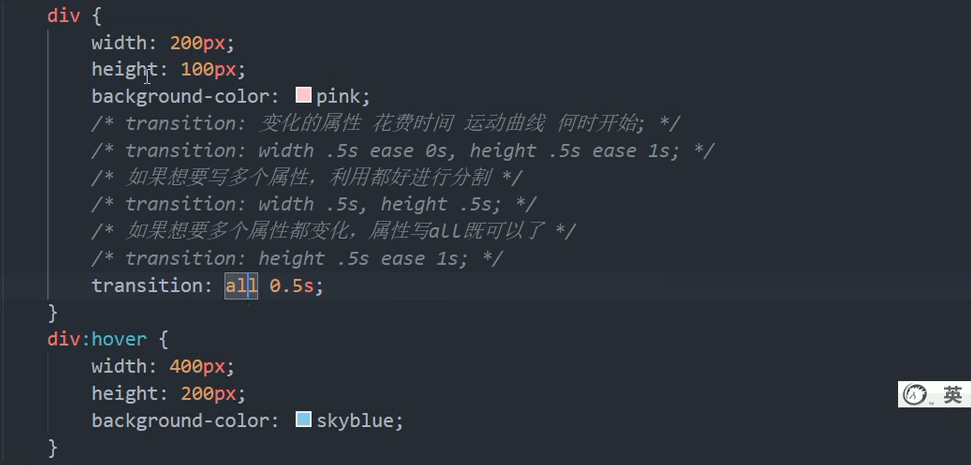 div {
width: 200px;
height: 100px;
background-color: pink;
/* transition: 变化的属性 花费时间 运动曲线 何时开始; */
/* transition: width .5s ease 0s, height .5s ease 1s; */
/* 如果想要写多个属性，利用都好进行分割 */
/* transition: width .5s, height .5s; */
/* 如果想要多个属性都变化，属性写all既可以了 */
/* transition: height .5s ease 1s; */
transition: all 0.5s;
}
div:hover {
width: 400px;
height: 200px;
background-color: skyblue;
}
英